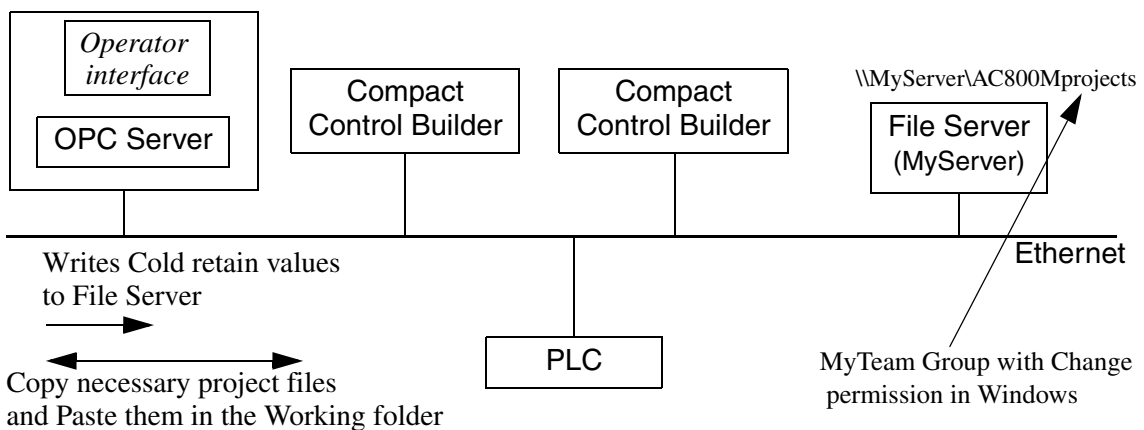 Operator
interface
OPC Server
Compact
Control Builder
Compact
Control Builder
\\MyServer\AC800Mprojects
File Server
(MyServer)
Ethernet
Writes Cold retain values
to File Server
PLC
Copy necessary project files
and Paste them in the Working folder
MyTeam Group with Change
permission in Windows